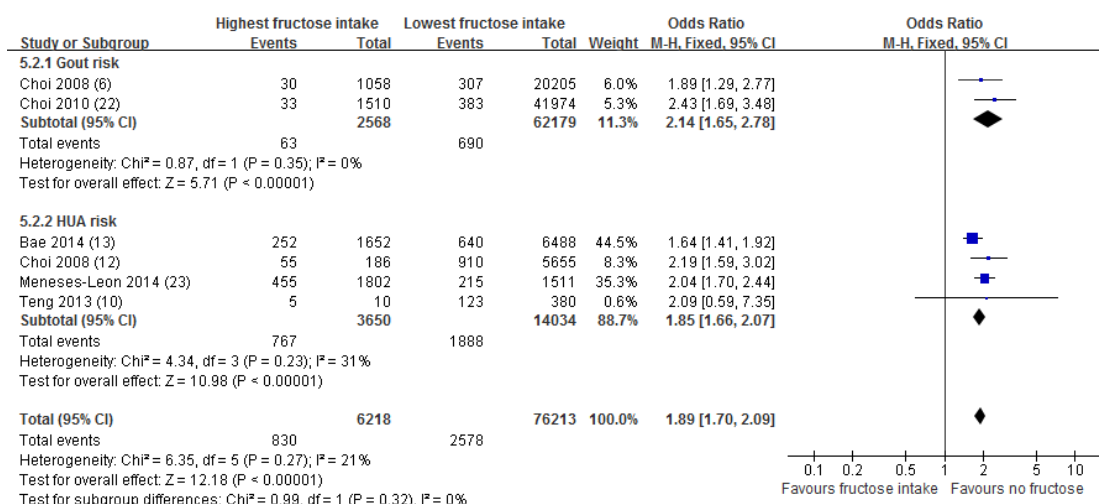 Highest fructose intake Lowest fructose intake Odds Ratio Odds Ratio
Study or Subgroup Events Total Events Total Weight M-H, Fixed, 95% CI M-H, Fixed, 95% CI
5.2.1 Gout risk
Choi 2008 (6) 30 1058 307 20205 6.0% 1.89 [1.29, 2.77]
Choi 2010 (22) 33 1510 383 41974 5.3% 2.43 [1.69, 3.48]
Subtotal (95% CI) 2568 62179 11.3% 2.14 [1.65, 2.78]
Total events 63 690
Heterogeneity: Chi² = 0.87, df = 1 (P = 0.35); I² = 0%
Test for overall effect: Z = 5.71 (P < 0.00001)
5.2.2 HUA risk
Bae 2014 (13) 252 1652 640 6488 44.5% 1.64 [1.41, 1.92]
Choi 2008 (12) 55 186 910 5655 8.3% 2.19 [1.59, 3.02]
Meneses-Leon 2014 (23) 455 1802 215 1511 35.3% 2.04 [1.70, 2.44]
Teng 2013 (10) 5 10 123 380 0.6% 2.09 [0.59, 7.35]
Subtotal (95% CI) 3650 14034 88.7% 1.85 [1.66, 2.07]
Total events 767 1888
Heterogeneity: Chi² = 4.34, df = 3 (P = 0.23); I² = 31%
Test for overall effect: Z = 10.98 (P < 0.00001)
Total (95% CI) 6218 76213 100.0% 1.89 [1.70, 2.09]
Total events 830 2578
Heterogeneity: Chi² = 6.35, df = 5 (P = 0.27); I² = 21%
Test for overall effect: Z = 12.18 (P < 0.00001)
Test for subgroup differences: Chi² = 0.99, df = 1 (P = 0.32), I² = 0%
0.1 0.2 0.5 1 2 5 10
Favours fructose intake Favours no fructose